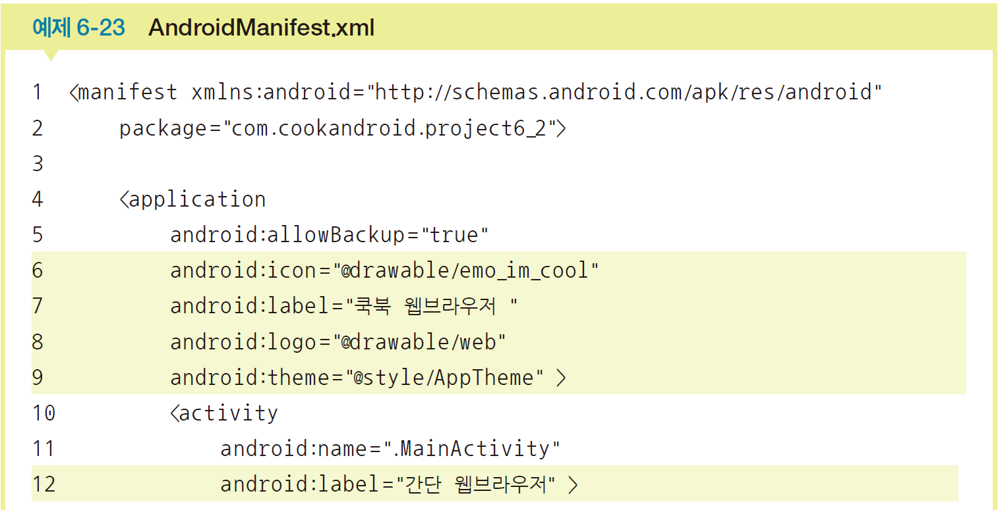 예제 6-23 AndroidManifest.xml
1 <manifest xmlns:android="http://schemas.android.com/apk/res/android"
2 package="com.cookandroid.project6_2">
3
4 <application
5 android:allowBackup="true"
6 android:icon="@drawable/emo_im_cool"
7 android:label="쿡북 웹브라우저 "
8 android:logo="@drawable/web"
9 android:theme="@style/AppTheme" >
10 <activity
11 android:name=".MainActivity"
12 android:label="간단 웹브라우저" >